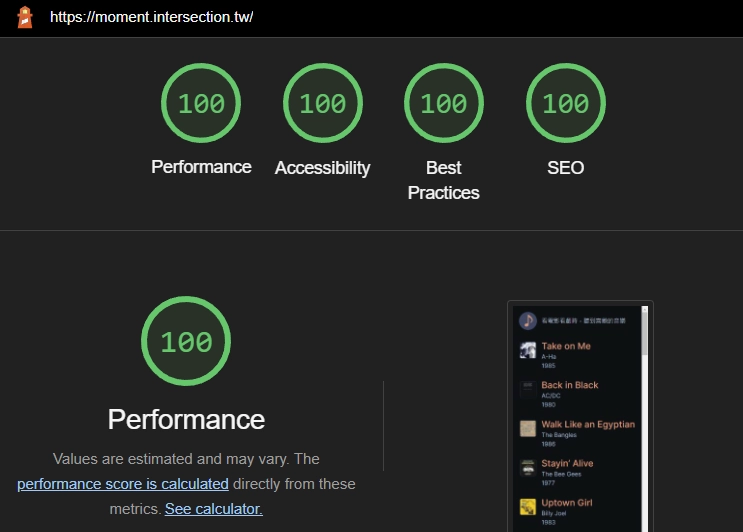 https://moment.intersection.tw/
100
100
100
100
Performance
Accessibility
Best
Practices
SEO
100
Performance
Values are estimated and may vary. The
performance score is calculated directly from these
metrics. See calculator.
Take on Me
A-Ha
1985
Back in Black
AC/DC
1980
Walk Like an Egyptian
The Bangles
1986
Stayin' Alive
The Bee Gees
1977
Uptown Girl
Billy Joel
1983